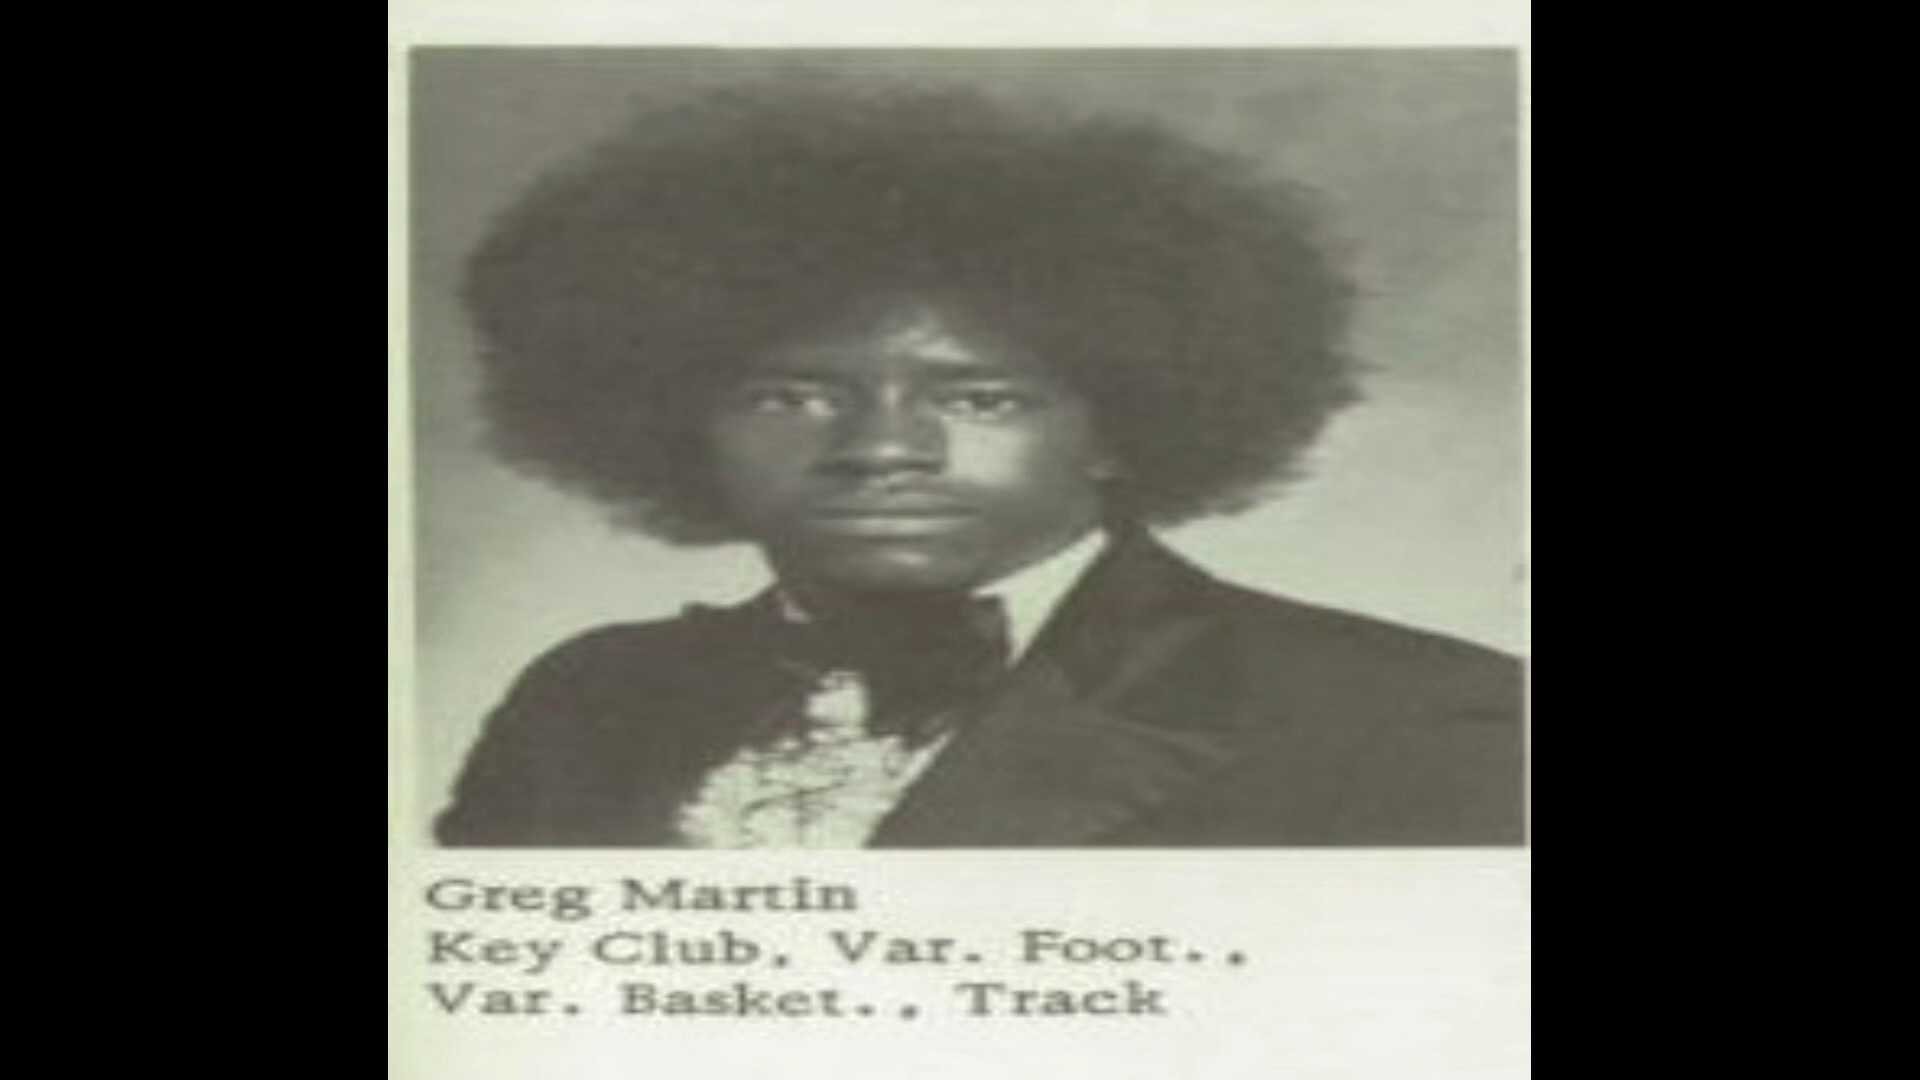 Greg Martin
Key Club, Var. Foot.,
Var. Basket., Track